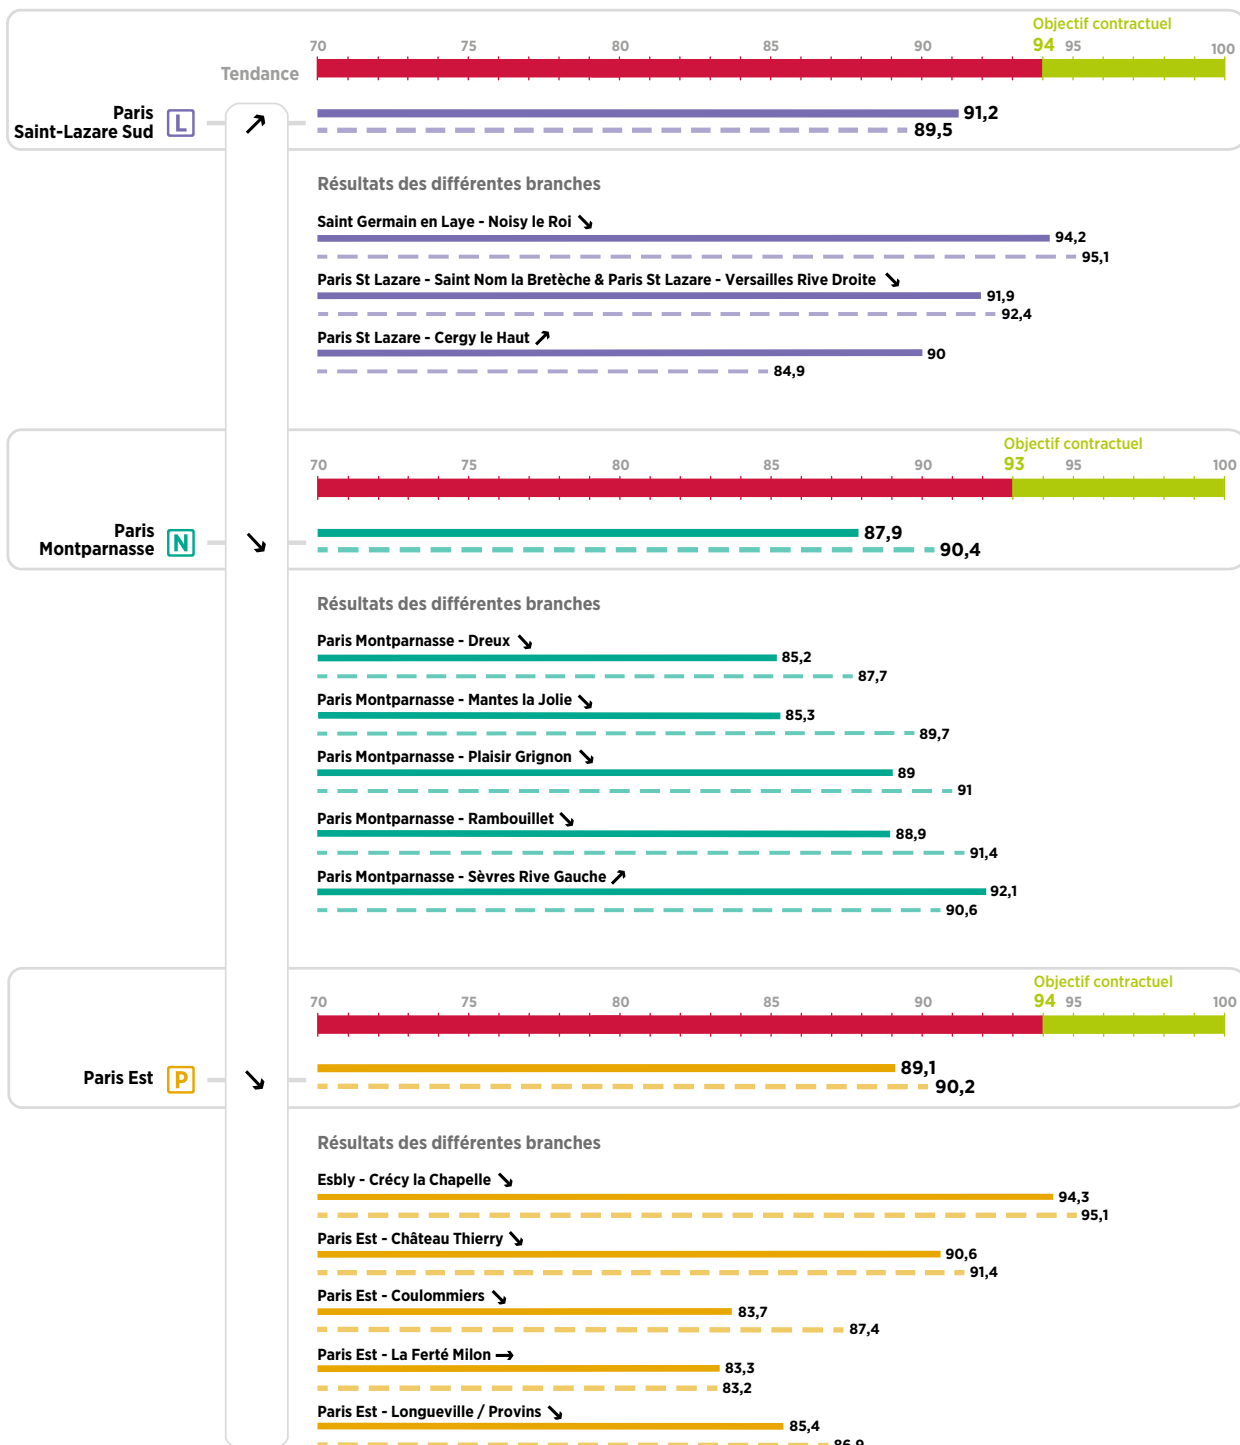 Objectif contractuel
70 75 80 85 90 94 95 100
Tendance
Paris
Saint-Lazare Sud L
91,2
89,5
Résultats des différentes branches
Saint Germain en Laye - Noisy le Roi ↘
94,2
95,1
Paris St Lazare - Saint Nom la Bretèche & Paris St Lazare - Versailles Rive Droite ↘
91,9
92,4
Paris St Lazare - Cergy le Haut ↗
90
84,9
Objectif contractuel
70 75 80 85 90 93 95 100
Paris
Montparnasse N
87,9
90,4
Résultats des différentes branches
Paris Montparnasse - Dreux ↘
85,2
87,7
Paris Montparnasse - Mantes la Jolie ↘
85,3
89,7
Paris Montparnasse - Plaisir Grignon ↘
89
91
Paris Montparnasse - Rambouillet ↘
88,9
91,4
Paris Montparnasse - Sèvres Rive Gauche ↗
92,1
90,6
Objectif contractuel
70 75 80 85 90 94 95 100
Paris Est P
89,1
90,2
Résultats des différentes branches
Esbly - Crécy la Chapelle ↘
94,3
95,1
Paris Est - Château Thierry ↘
90,6
91,4
Paris Est - Coulommiers ↘
83,7
87,4
Paris Est - La Ferté Milon →
83,3
83,2
Paris Est - Longueville / Provins ↘
85,4
86,9